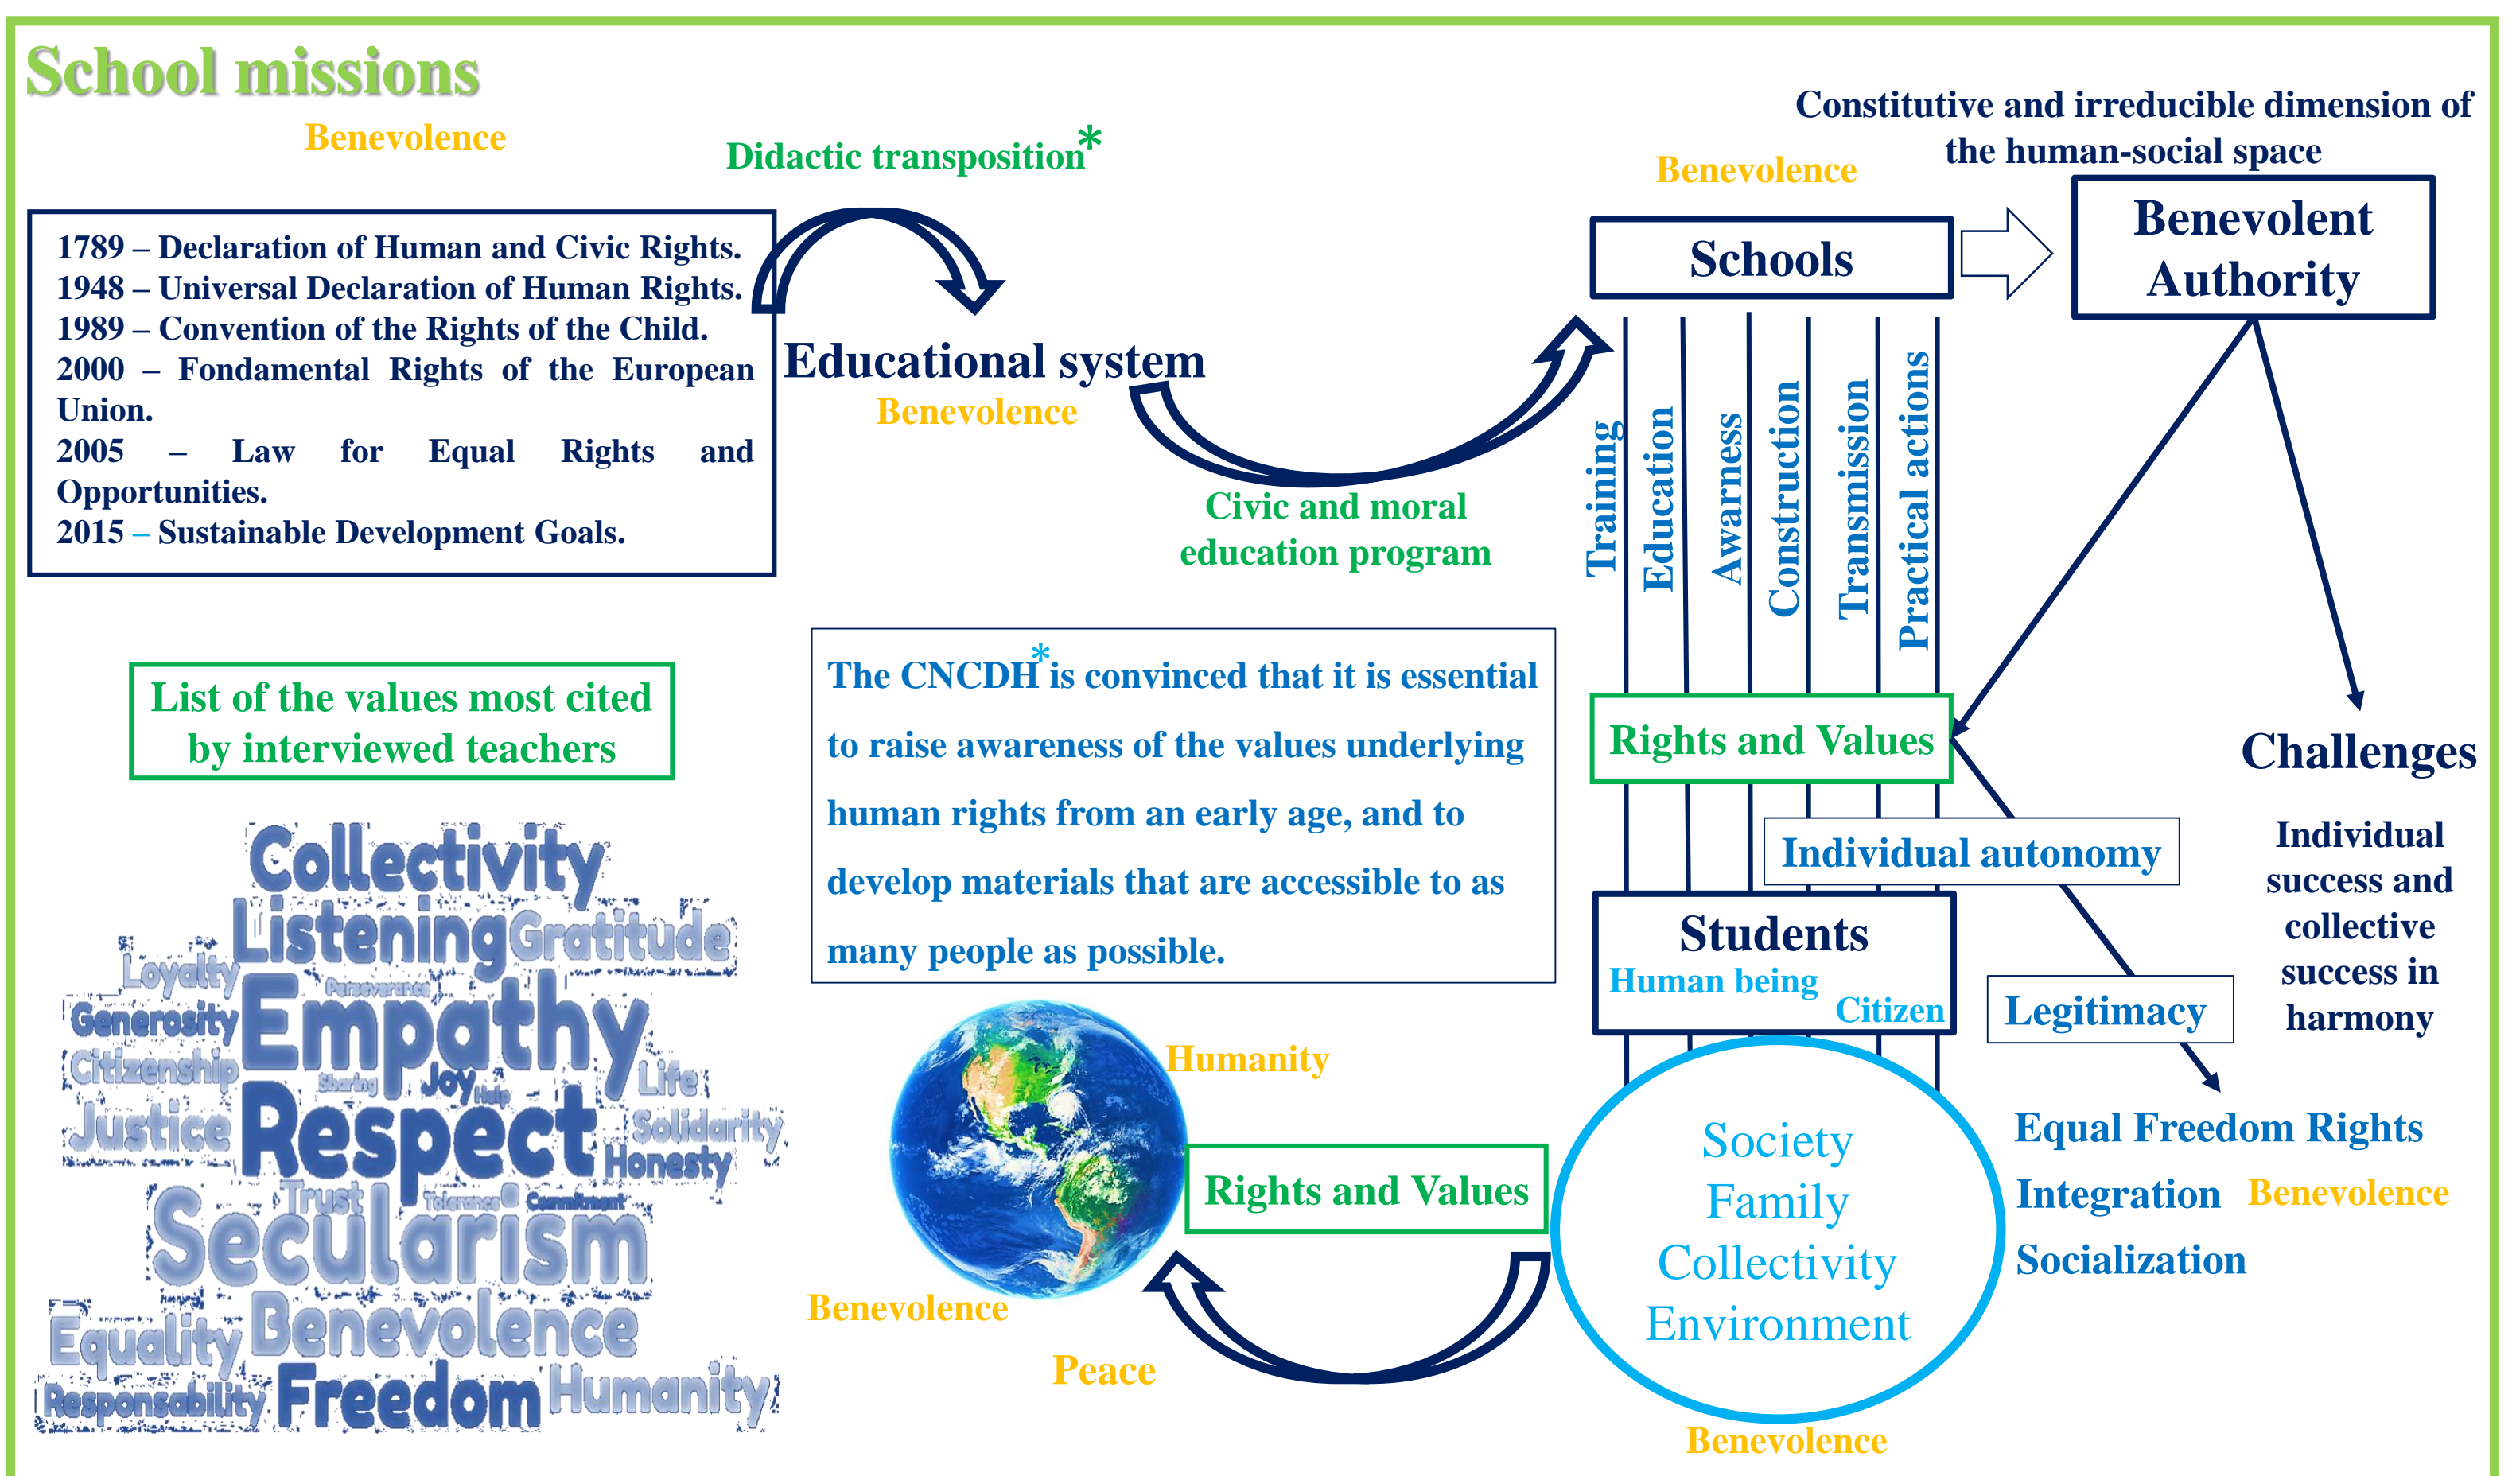 School missions
Benevolence
Didactic transposition*
1789 – Declaration of Human and Civic Rights.
1948 – Universal Declaration of Human Rights.
1989 – Convention of the Rights of the Child.
2000 – Fondamental Rights of the European
Union.
2005 – Law for Equal Rights and
Opportunities.
2015 – Sustainable Development Goals.
Educational system
Benevolence
Civic and moral
education program
Benevolence
Schools
Constitutive and irreducible dimension of
the human-social space
Benevolent
Authority
Training
Education
Awarness
Construction
Transmission
Practical actions
Rights and Values
Challenges
Individual
success and
collective
success in
harmony
Individual autonomy
Legitimacy
Equal Freedom Rights
Integration Benevolence
Socialization
Students
Human being
Citizen
Society
Family
Collectivity
Environment
Benevolence
The CNCDH* is convinced that it is essential
to raise awareness of the values underlying
human rights from an early age, and to
develop materials that are accessible to as
many people as possible.
Humanity
Rights and Values
Benevolence
Peace
List of the values most cited
by interviewed teachers
Collectivity
Listening
Gratitude
Loyalty
Perseverance
Generosity
Empathy
Citizenship
Sharing
Joy
Help
Life
Justice
Respect
Solidarity
Honesty
Trust
Tolerance
Commitment
Secularism
Equality
Benevolence
Responsability
Freedom
Humanity